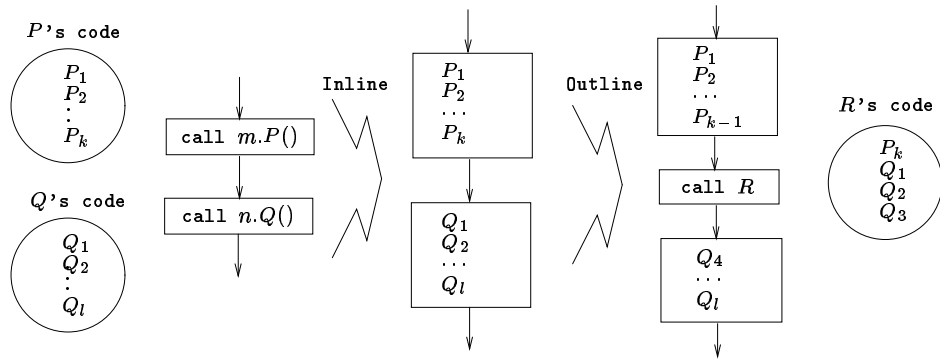 P's code
P₁
P₂
.
.
Pₖ
Q's code
Q₁
Q₂
.
.
Qₗ
call m.P()
call n.Q()
Inline
P₁
P₂
...
Pₖ
Q₁
Q₂
...
Qₗ
Outline
P₁
P₂
...
Pₖ₋₁
call R
Q₄
...
Qₗ
R's code
Pₖ
Q₁
Q₂
Q₃